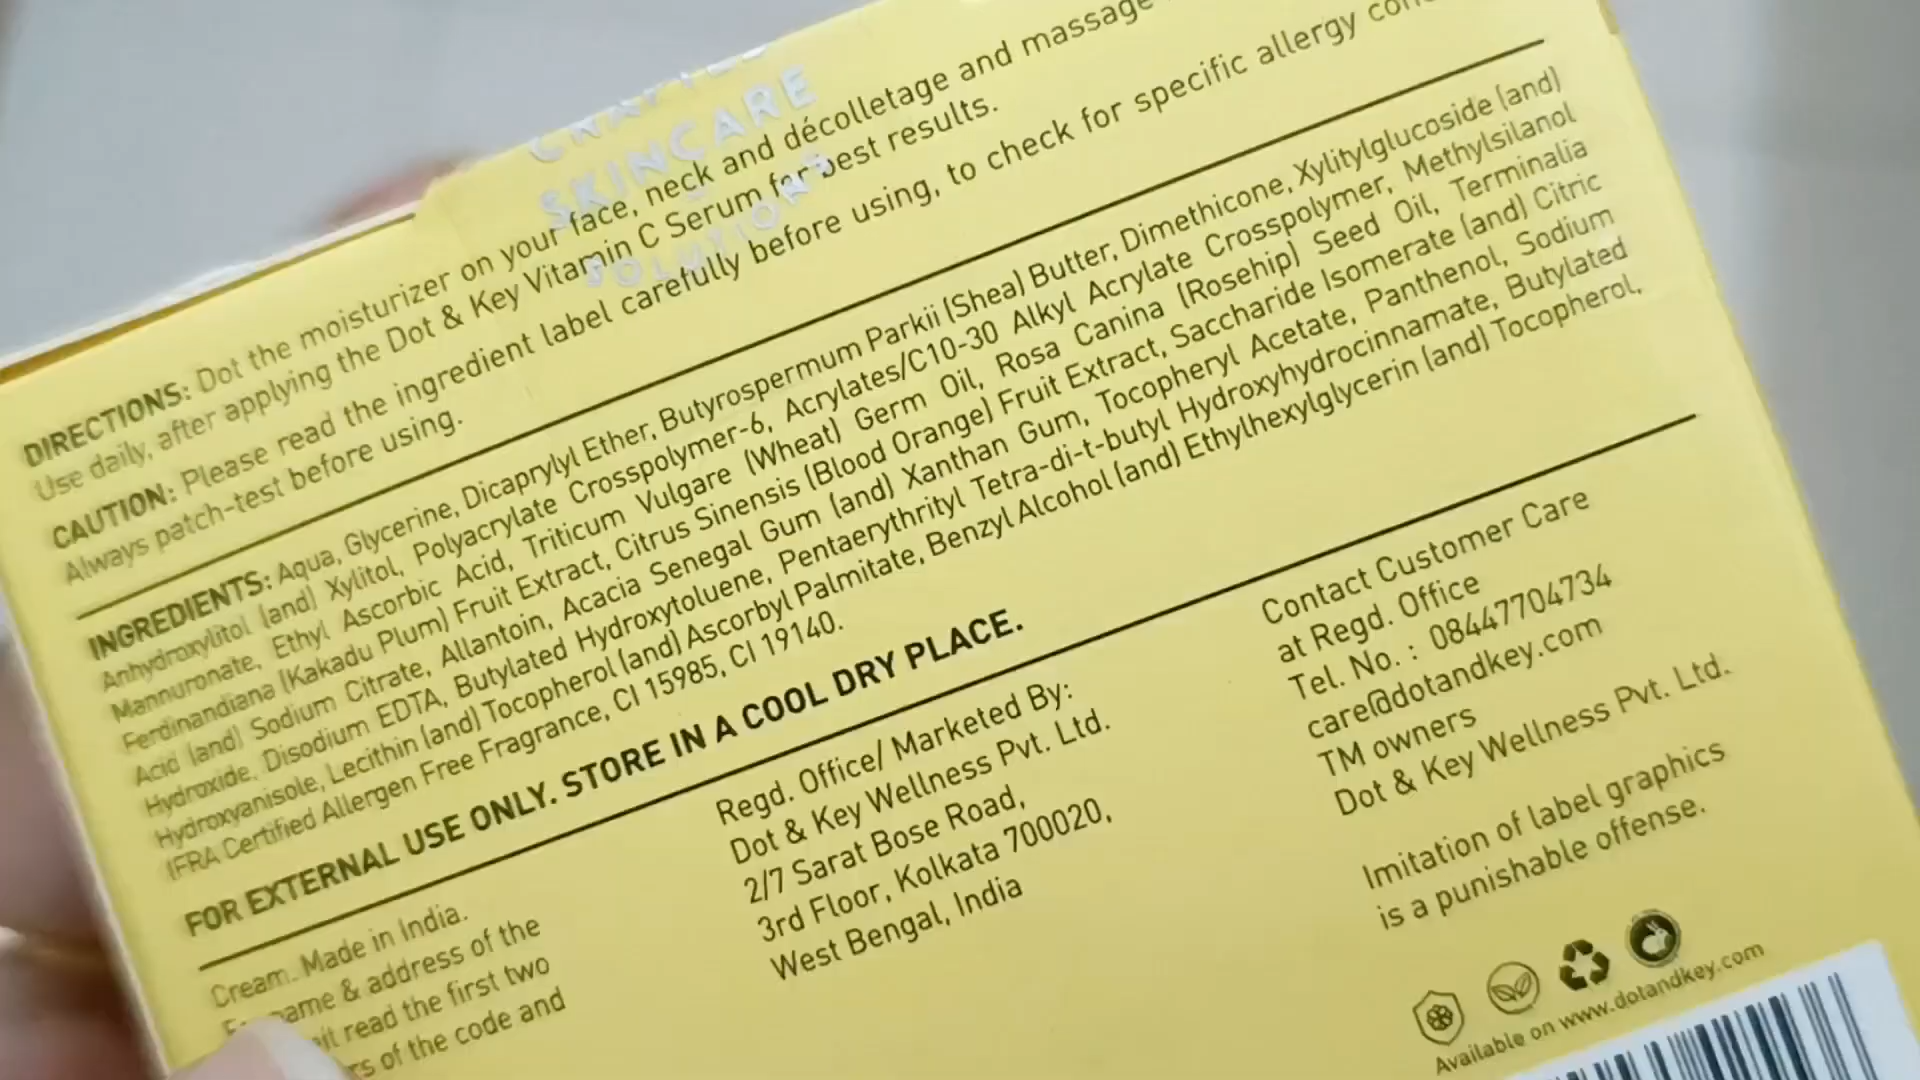 SKINCARE
SOLUTIONS
DIRECTIONS: Dot the moisturizer on your face, neck and décolletage and massage
Use daily, after applying the Dot & Key Vitamin C Serum for best results.
CAUTION: Please read the ingredient label carefully before using, to check for specific allergy
Always patch-test before using.
INGREDIENTS: Aqua, Glycerine, Dicaprylyl Ether, Butyrospermum Parkii (Shea) Butter, Dimethicone, Xylitylglucoside (and)
Anhydroxylitol (and) Xylitol, Polyacrylate Crosspolymer-6, Acrylates/C10-30 Alkyl Acrylate Crosspolymer, Methylsilanol
Mannuronate, Ethyl Ascorbic Acid, Triticum Vulgare (Wheat) Germ Oil, Rosa Canina (Rosehip) Seed Oil, Terminalia
Ferdinandiana (Kakadu Plum) Fruit Extract, Citrus Sinensis (Blood Orange) Fruit Extract, Saccharide Isomerate (and) Citric
Acid (and) Sodium Citrate, Allantoin, Acacia Senegal Gum (and) Xanthan Gum, Tocopheryl Acetate, Panthenol, Sodium
Hydroxide, Disodium EDTA, Butylated Hydroxytoluene, Pentaerythrityl Tetra-di-t-butyl Hydroxyhydrocinnamate, Butylated
Hydroxyanisole, Lecithin (and) Tocopherol (and) Ascorbyl Palmitate, Benzyl Alcohol (and) Ethylhexylglycerin (and) Tocopherol,
IFRA Certified Allergen Free Fragrance, CI 15985, CI 19140.
FOR EXTERNAL USE ONLY. STORE IN A COOL DRY PLACE.
Cream. Made in India.
name & address of the
read the first two
of the code and
Regd. Office/ Marketed By:
Dot & Key Wellness Pvt. Ltd.
2/7 Sarat Bose Road,
3rd Floor, Kolkata 700020,
West Bengal, India
Contact Customer Care
at Regd. Office
Tel. No. : 08447704734
care@dotandkey.com
TM owners
Dot & Key Wellness Pvt. Ltd.
Imitation of label graphics
is a punishable offense.
Available on www.dotandkey.com